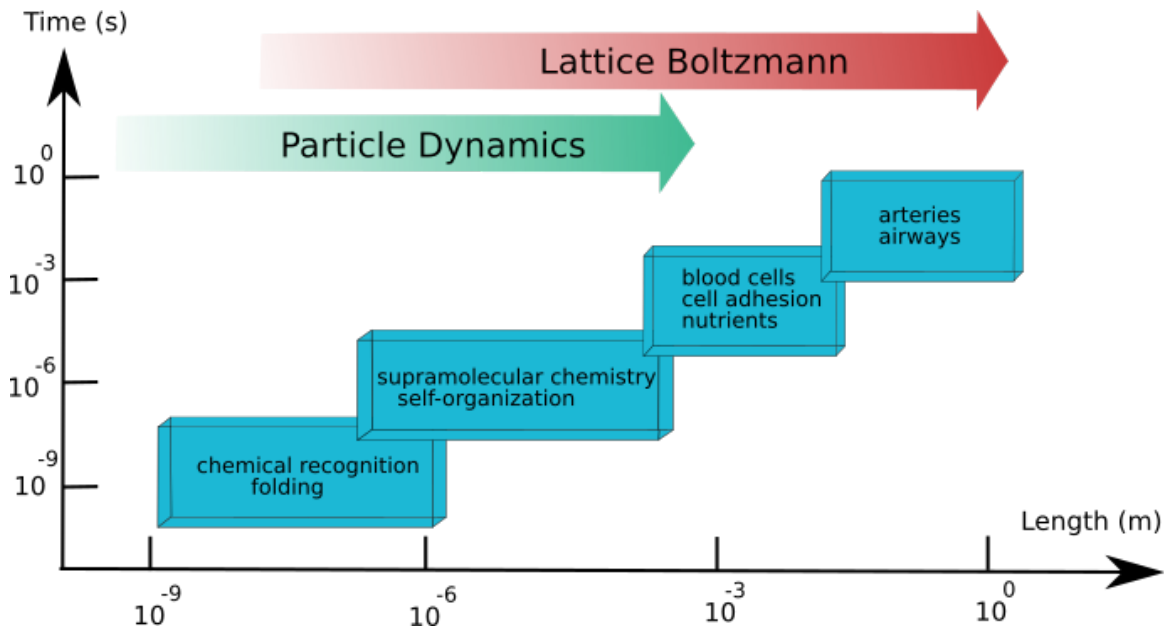 Time (s)
Lattice Boltzmann
Particle Dynamics
10^0
10^-3
10^-6
10^-9
arteries
airways
blood cells
cell adhesion
nutrients
supramolecular chemistry
self-organization
chemical recognition
folding
Length (m)
10^-9
10^-6
10^-3
10^0